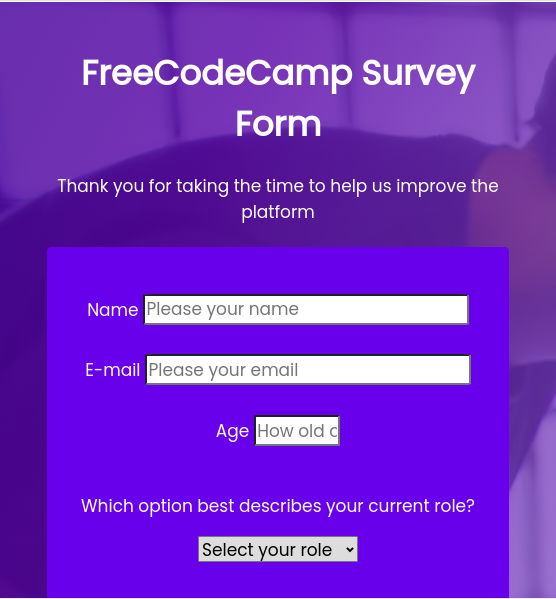 FreeCodeCamp Survey
Form
Thank you for taking the time to help us improve the
platform
Name Please your name
E-mail Please your email
Age How old
Which option best describes your current role?
Select your role